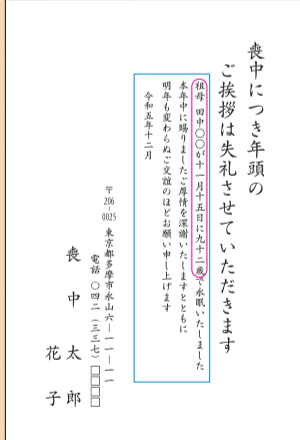 喪中につき年頭の
ご挨拶は失礼させていただきます
祖母 田中〇〇が十一月十五日に九十二歳で永眠いたしました
本年中に賜りましたご厚情を深謝いたしますとともに
明年も変わらぬご交誼のほどお願い申し上げます
令和五年十二月
〒206-0025 東京都多摩市永山六ー一一ー一一
電話 〇四二(三三七)□□□□
喪中 太郎
花子